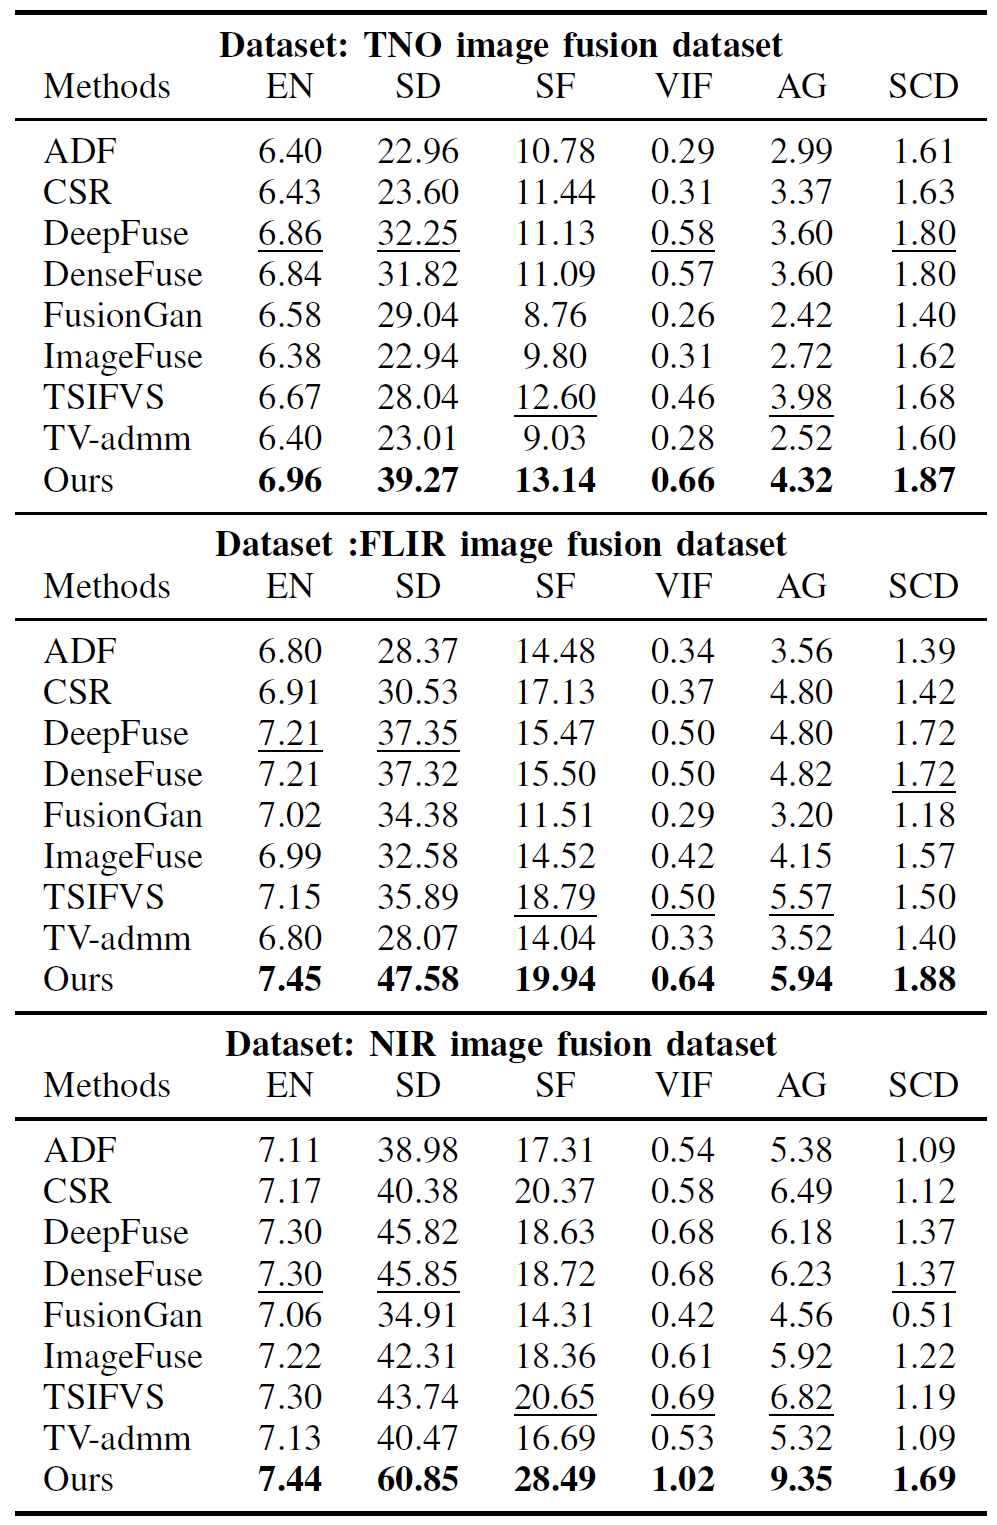 Dataset: TNO image fusion dataset
Methods EN SD SF VIF AG SCD
ADF 6.40 22.96 10.78 0.29 2.99 1.61
CSR 6.43 23.60 11.44 0.31 3.37 1.63
DeepFuse 6.86 32.25 11.13 0.58 3.60 1.80
DenseFuse 6.84 31.82 11.09 0.57 3.60 1.80
FusionGan 6.58 29.04 8.76 0.26 2.42 1.40
ImageFuse 6.38 22.94 9.80 0.31 2.72 1.62
TSIFVS 6.67 28.04 12.60 0.46 3.98 1.68
TV-admm 6.40 23.01 9.03 0.28 2.52 1.60
Ours 6.96 39.27 13.14 0.66 4.32 1.87
Dataset :FLIR image fusion dataset
Methods EN SD SF VIF AG SCD
ADF 6.80 28.37 14.48 0.34 3.56 1.39
CSR 6.91 30.53 17.13 0.37 4.80 1.42
DeepFuse 7.21 37.35 15.47 0.50 4.80 1.72
DenseFuse 7.21 37.32 15.50 0.50 4.82 1.72
FusionGan 7.02 34.38 11.51 0.29 3.20 1.18
ImageFuse 6.99 32.58 14.52 0.42 4.15 1.57
TSIFVS 7.15 35.89 18.79 0.50 5.57 1.50
TV-admm 6.80 28.07 14.04 0.33 3.52 1.40
Ours 7.45 47.58 19.94 0.64 5.94 1.88
Dataset: NIR image fusion dataset
Methods EN SD SF VIF AG SCD
ADF 7.11 38.98 17.31 0.54 5.38 1.09
CSR 7.17 40.38 20.37 0.58 6.49 1.12
DeepFuse 7.30 45.82 18.63 0.68 6.18 1.37
DenseFuse 7.30 45.85 18.72 0.68 6.23 1.37
FusionGan 7.06 34.91 14.31 0.42 4.56 0.51
ImageFuse 7.22 42.31 18.36 0.61 5.92 1.22
TSIFVS 7.30 43.74 20.65 0.69 6.82 1.19
TV-admm 7.13 40.47 16.69 0.53 5.32 1.09
Ours 7.44 60.85 28.49 1.02 9.35 1.69